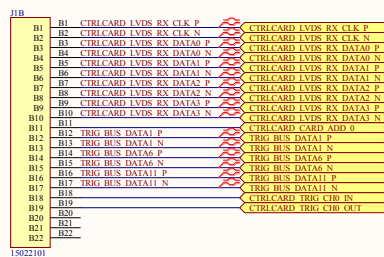 J1B
B1 B1 CTRLCARD LVDS RX CLK P CTRLCARD LVDS RX CLK P
B2 B2 CTRLCARD LVDS RX CLK N CTRLCARD LVDS RX CLK N
B3 B3 CTRLCARD LVDS RX DATA0 P CTRLCARD LVDS RX DATA0 P
B4 B4 CTRLCARD LVDS RX DATA0 N CTRLCARD LVDS RX DATA0 N
B5 B5 CTRLCARD LVDS RX DATA1 P CTRLCARD LVDS RX DATA1 P
B6 B6 CTRLCARD LVDS RX DATA1 N CTRLCARD LVDS RX DATA1 N
B7 B7 CTRLCARD LVDS RX DATA2 P CTRLCARD LVDS RX DATA2 P
B8 B8 CTRLCARD LVDS RX DATA2 N CTRLCARD LVDS RX DATA2 N
B9 B9 CTRLCARD LVDS RX DATA3 P CTRLCARD LVDS RX DATA3 P
B10 B10 CTRLCARD LVDS RX DATA3 N CTRLCARD LVDS RX DATA3 N
B11 B11 CTRLCARD CARD ADD 0
B12 B12 TRIG BUS DATA1 P TRIG BUS DATA1 P
B13 B13 TRIG BUS DATA1 N TRIG BUS DATA1 N
B14 B14 TRIG BUS DATA6 P TRIG BUS DATA6 P
B15 B15 TRIG BUS DATA6 N TRIG BUS DATA6 N
B16 B16 TRIG BUS DATA11 P TRIG BUS DATA11 P
B17 B17 TRIG BUS DATA11 N TRIG BUS DATA11 N
B18 B18 CTRLCARD TRIG CH0 IN
B19 B19 CTRLCARD TRIG CH0 OUT
B20 B20
B21 B21
B22 B22
15022101